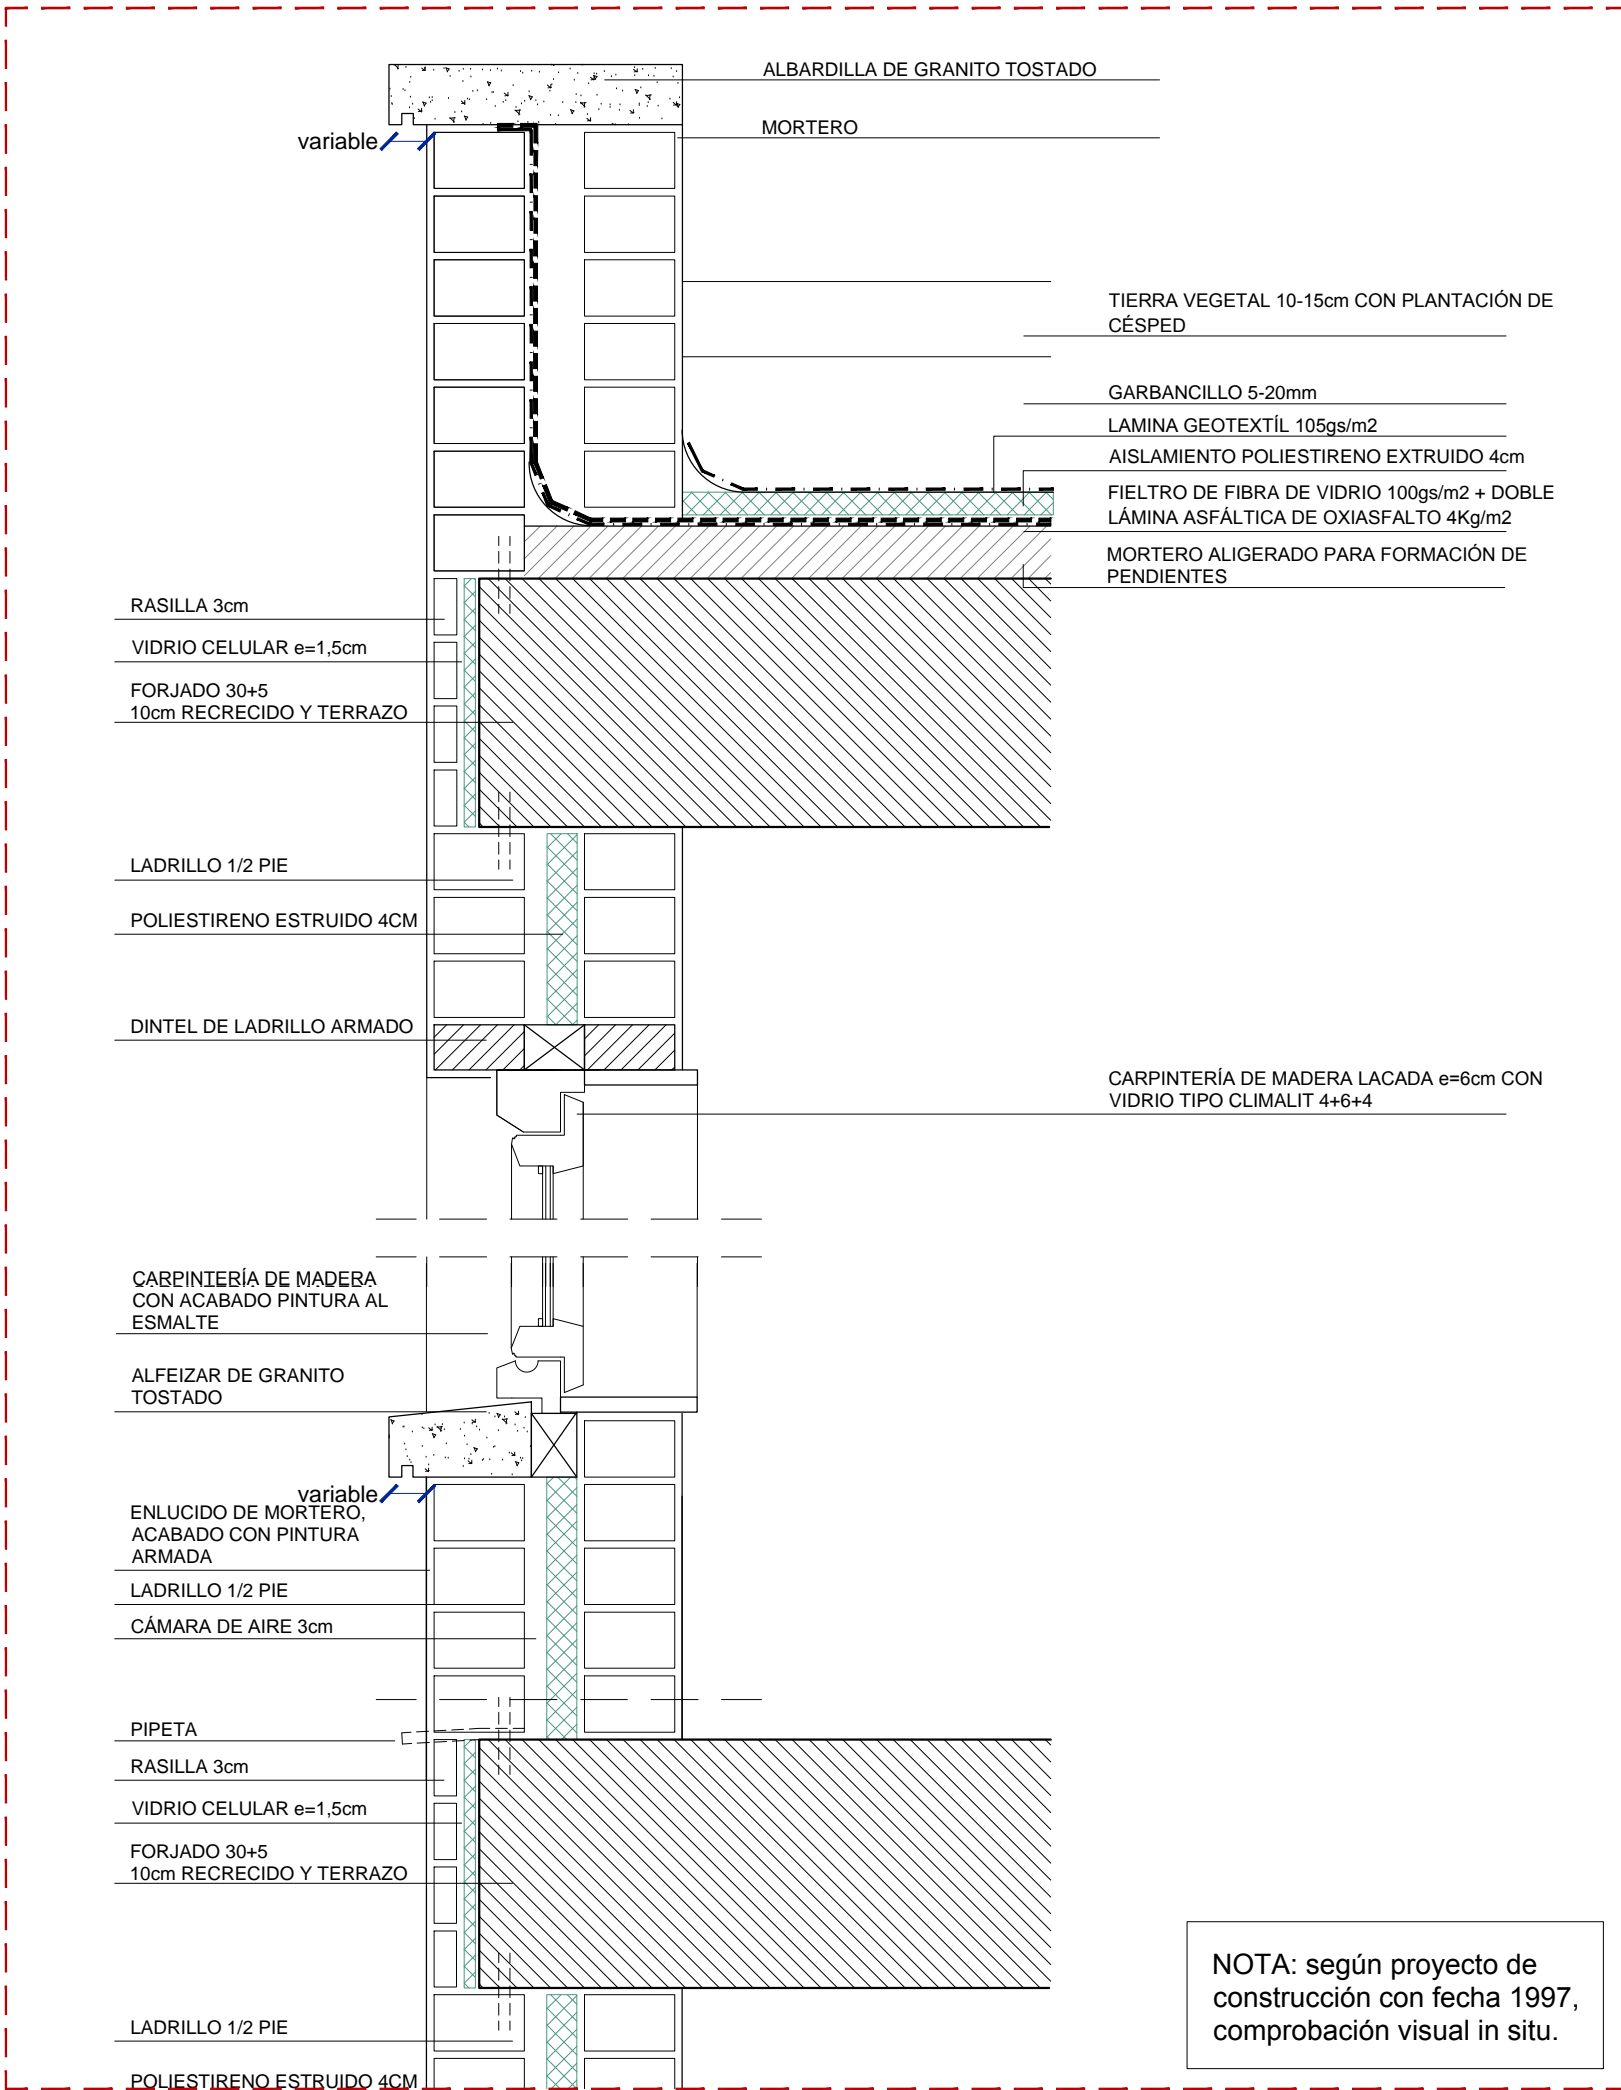 ALBARDILLA DE GRANITO TOSTADO
MORTERO
variable
TIERRA VEGETAL 10-15cm CON PLANTACIÓN DE
CÉSPED
GARBANCILLO 5-20mm
LAMINA GEOTEXTÍL 105gs/m2
AISLAMIENTO POLIESTIRENO EXTRUIDO 4cm
FIELTRO DE FIBRA DE VIDRIO 100gs/m2 + DOBLE
LÁMINA ASFÁLTICA DE OXIASFALTO 4Kg/m2
MORTERO ALIGERADO PARA FORMACIÓN DE
PENDIENTES
RASILLA 3cm
VIDRIO CELULAR e=1,5cm
FORJADO 30+5
10cm RECRECIDO Y TERRAZO
LADRILLO 1/2 PIE
POLIESTIRENO ESTRUIDO 4CM
DINTEL DE LADRILLO ARMADO
CARPINTERÍA DE MADERA LACADA e=6cm CON
VIDRIO TIPO CLIMALIT 4+6+4
CARPINTERÍA DE MADERA
CON ACABADO PINTURA AL
ESMALTE
ALFEIZAR DE GRANITO
TOSTADO
variable
ENLUCIDO DE MORTERO,
ACABADO CON PINTURA
ARMADA
LADRILLO 1/2 PIE
CÁMARA DE AIRE 3cm
PIPETA
RASILLA 3cm
VIDRIO CELULAR e=1,5cm
FORJADO 30+5
10cm RECRECIDO Y TERRAZO
LADRILLO 1/2 PIE
POLIESTIRENO ESTRUIDO 4CM
NOTA: según proyecto de
construcción con fecha 1997,
comprobación visual in situ.